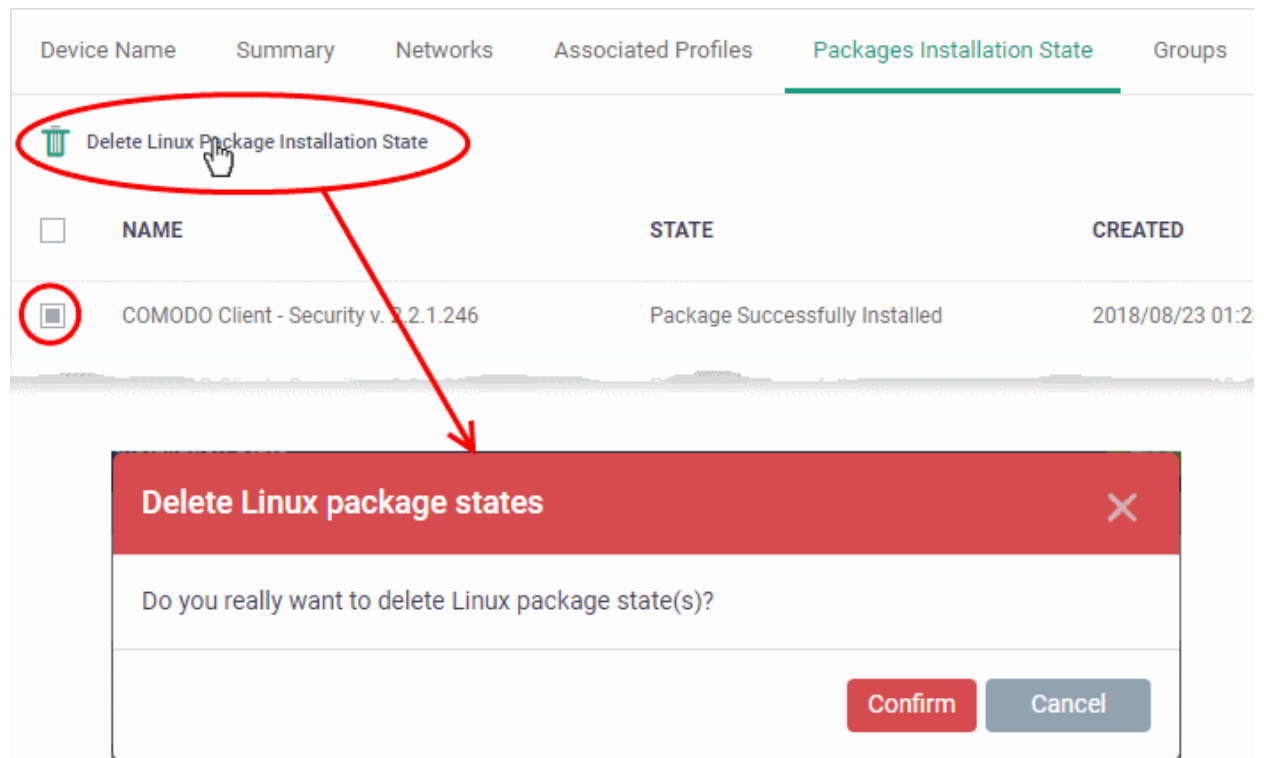 Device Name Summary Networks Associated Profiles Packages Installation State Groups
Delete Linux Package Installation State
NAME STATE CREATED
COMODO Client - Security v. 2.2.1.246 Package Successfully Installed 2018/08/23 01:2
Delete Linux package states
Do you really want to delete Linux package state(s)?
Confirm Cancel